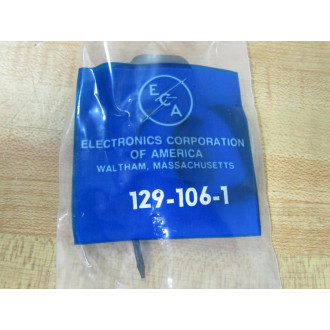 E
C
A
ELECTRONICS CORPORATION
OF AMERICA
WALTHAM, MASSACHUSETTS
129-106-1